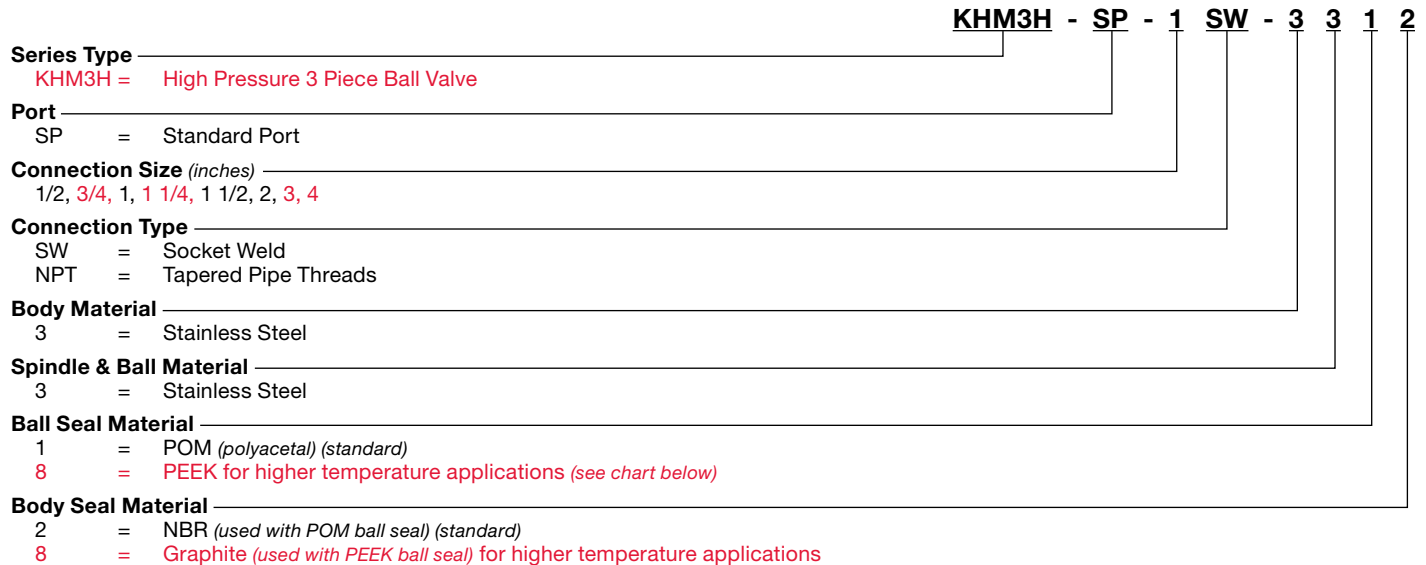 KHM3H - SP - 1 SW - 3 3 1 2
Series Type
KHM3H = High Pressure 3 Piece Ball Valve
Port
SP = Standard Port
Connection Size (inches)
1/2, 3/4, 1, 1 1/4, 1 1/2, 2, 3, 4
Connection Type
SW = Socket Weld
NPT = Tapered Pipe Threads
Body Material
3 = Stainless Steel
Spindle & Ball Material
3 = Stainless Steel
Ball Seal Material
1 = POM (polyacetal) (standard)
8 = PEEK for higher temperature applications (see chart below)
Body Seal Material
2 = NBR (used with POM ball seal) (standard)
8 = Graphite (used with PEEK ball seal) for higher temperature applications